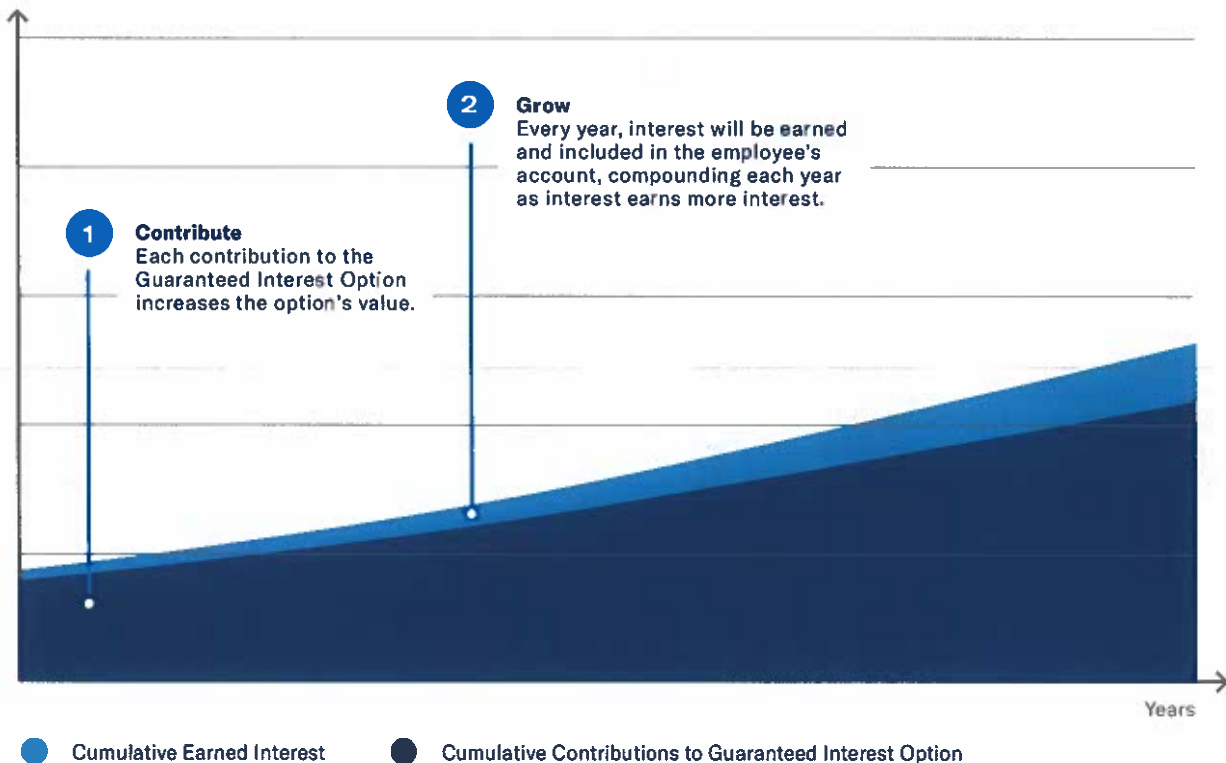 2
Grow
Every year, interest will be earned
and included in the employee's
account, compounding each year
as interest earns more interest.
1
Contribute
Each contribution to the
Guaranteed Interest Option
increases the option's value.
Years
Cumulative Earned Interest
Cumulative Contributions to Guaranteed Interest Option